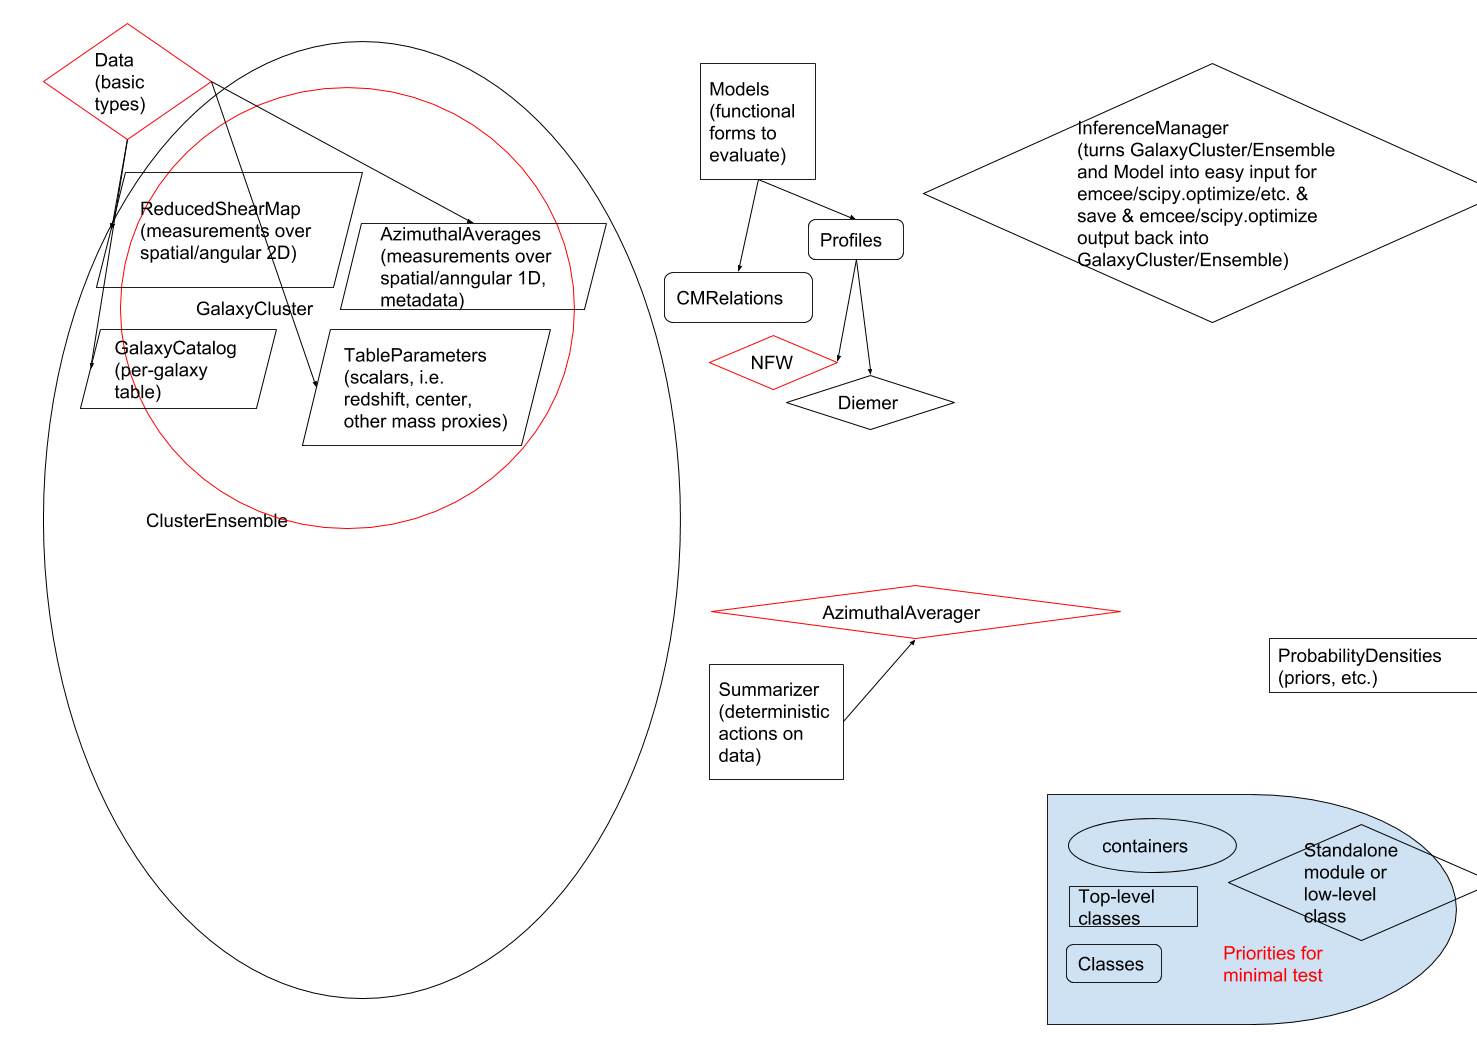 Data
(basic
types)
ReducedShearMap
(measurements over
spatial/angular 2D)
AzimuthalAverages
(measurements over
spatial/anngular 1D,
metadata)
GalaxyCluster
GalaxyCatalog
(per-galaxy
table)
TableParameters
(scalars, i.e.
redshift, center,
other mass proxies)
ClusterEnsemble
Models
(functional
forms to
evaluate)
Profiles
CMRelations
NFW
Diemer
InferenceManager
(turns GalaxyCluster/Ensemble
and Model into easy input for
emcee/scipy.optimize/etc. &
save & emcee/scipy.optimize
output back into
GalaxyCluster/Ensemble)
AzimuthalAverager
Summarizer
(deterministic
actions on
data)
ProbabilityDensities
(priors, etc.)
containers
Standalone
module or
low-level
class
Top-level
classes
Classes
Priorities for
minimal test